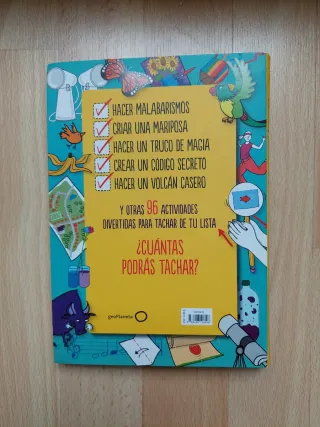 HACER MALABARISMOS
CRIAR UNA MARIPOSA
HACER UN TRUCO DE MAGIA
CREAR UN CÓDIGO SECRETO
HACER UN VOLCÁN CASERO
Y OTRAS 96 ACTIVIDADES
DIVERTIDAS PARA TACHAR DE TU LISTA
¿CUÁNTAS
PODRÁS TACHAR?
geoPlaneta